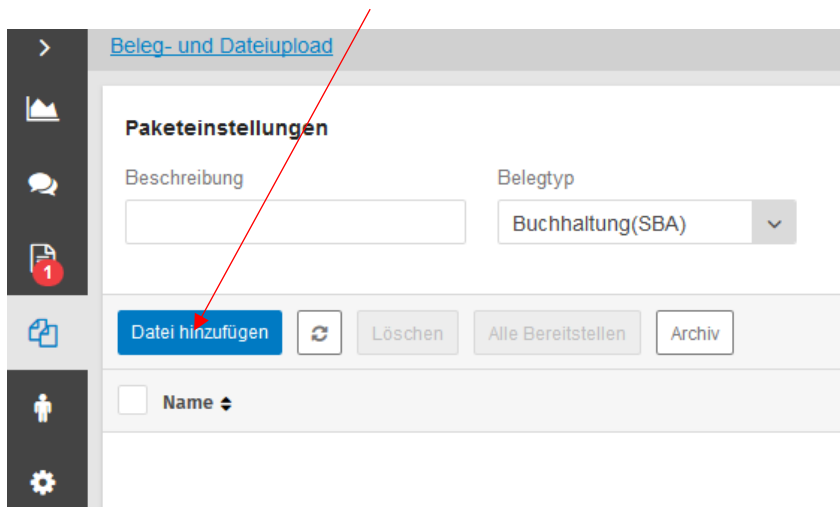 Beleg- und Dateiupload
Paketeinstellungen
Beschreibung
Belegtyp
Buchhaltung(SBA)
1
Datei hinzufügen
Löschen
Alle Bereitstellen
Archiv
Name